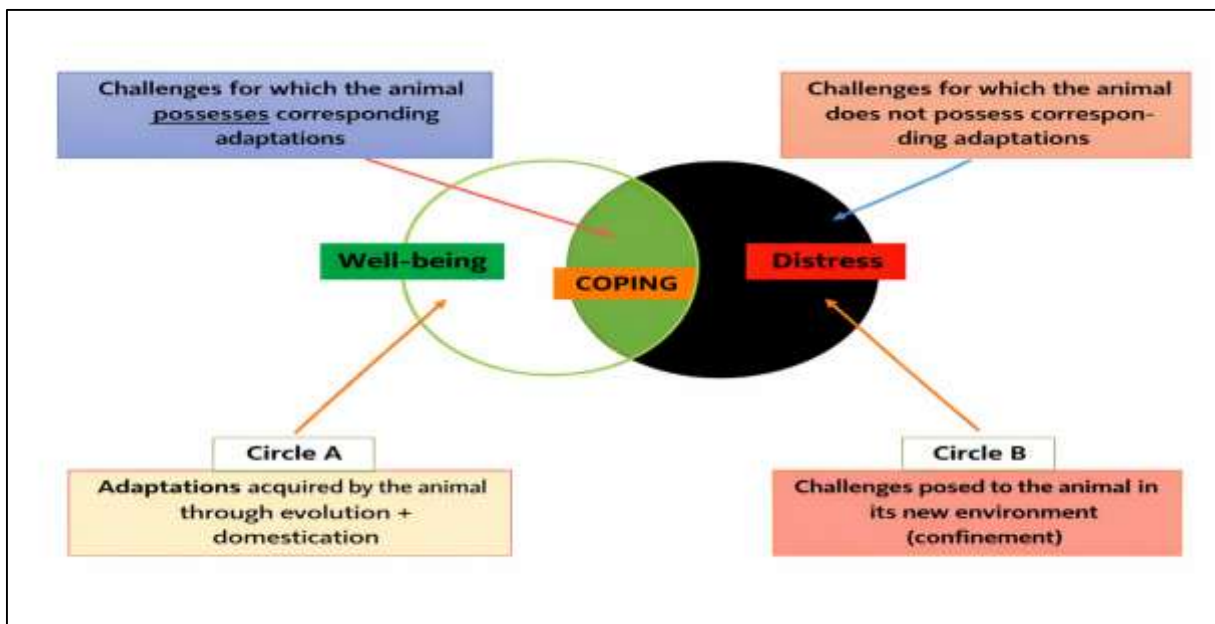 Challenges for which the animal
possesses corresponding
adaptations
Challenges for which the animal
does not possess correspon-
ding adaptations
Well-being
COPING
Distress
Circle A
Adaptations acquired by the animal
through evolution +
domestication
Circle B
Challenges posed to the animal in
its new environment
(confinement)